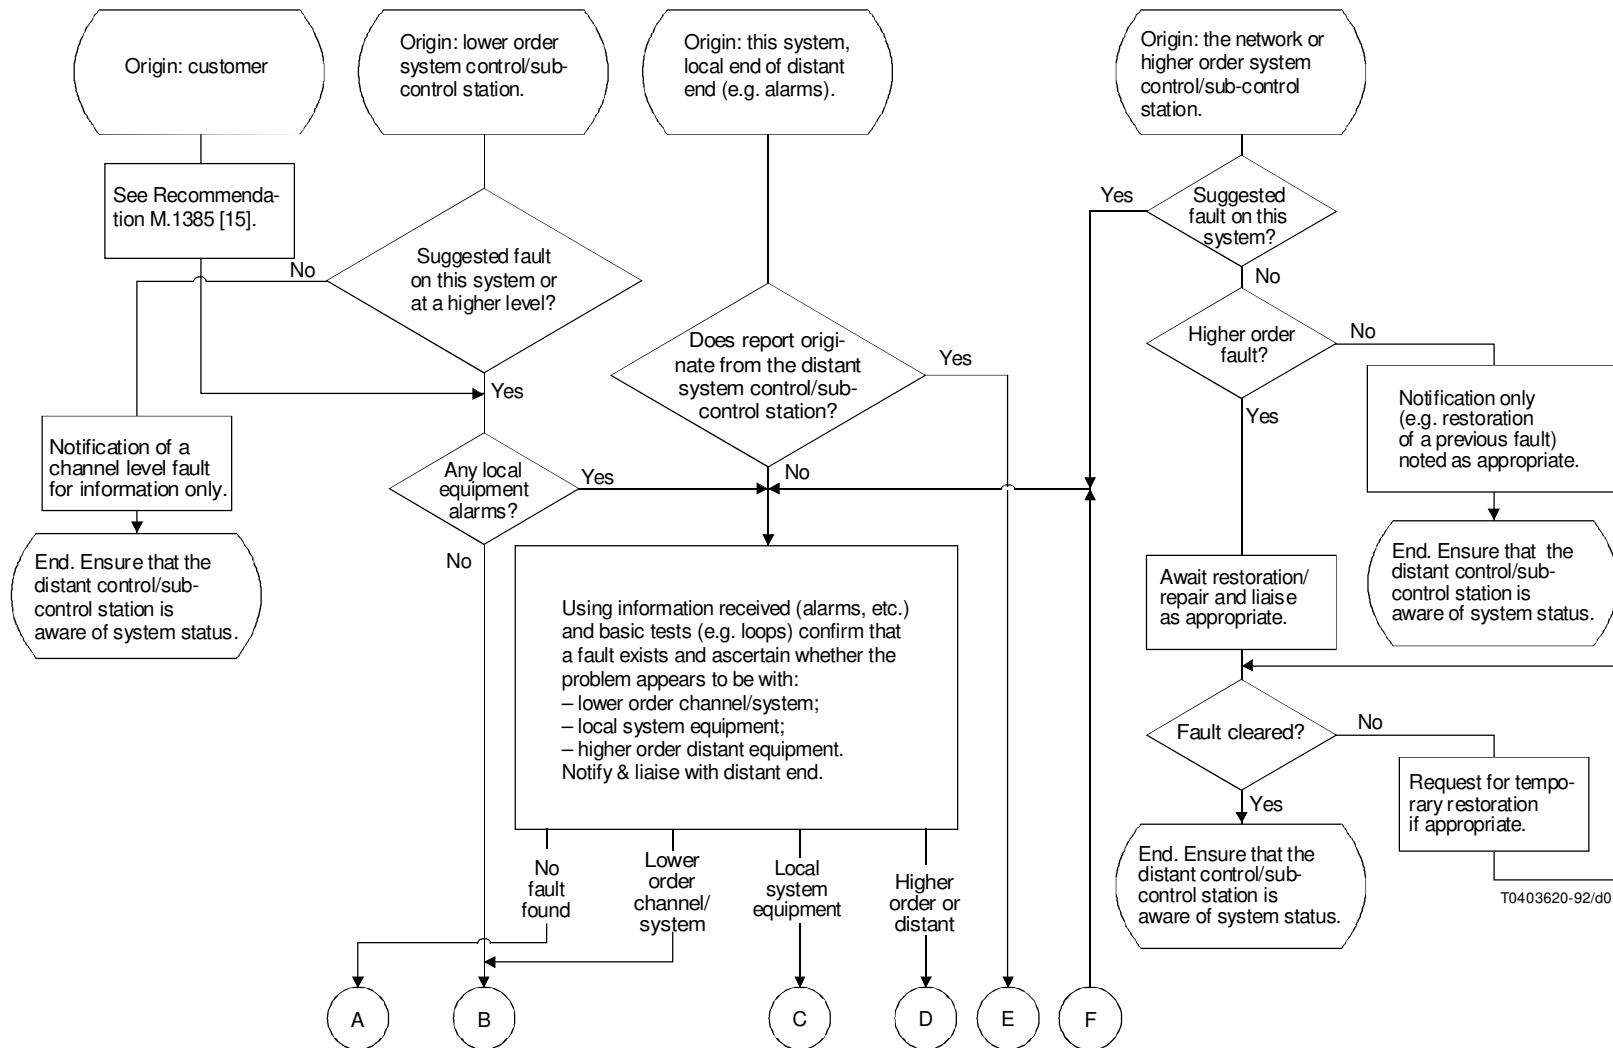 Origin: customer
Origin: lower order
system control/sub-
control station.
Origin: this system,
local end of distant
end (e.g. alarms).
Origin: the network or
higher order system
control/sub-control
station.
See Recommenda-
tion M.1385 [15].
No
Suggested fault
on this system or
at a higher level?
Yes
Does report origi-
nate from the distant
system control/sub-
control station?
Yes
No
Yes
Suggested
fault on this
system?
No
Higher order
fault?
No
Yes
Notification only
(e.g. restoration
of a previous fault)
noted as appropriate.
Notification of a
channel level fault
for information only.
Any local
equipment
alarms?
Yes
No
End. Ensure that the
distant control/sub-
control station is
aware of system status.
End. Ensure that the
distant control/sub-
control station is
aware of system status.
Using information received (alarms, etc.)
and basic tests (e.g. loops) confirm that
a fault exists and ascertain whether the
problem appears to be with:
– lower order channel/system;
– local system equipment;
– higher order distant equipment.
Notify & liaise with distant end.
Await restoration/
repair and liaise
as appropriate.
Fault cleared?
No
Yes
Request for tempo-
rary restoration
if appropriate.
End. Ensure that the
distant control/sub-
control station is
aware of system status.
No
fault
found
Lower
order
channel/
system
Local
system
equipment
Higher
order or
distant
T0403620-92/d0
A
B
C
D
E
F